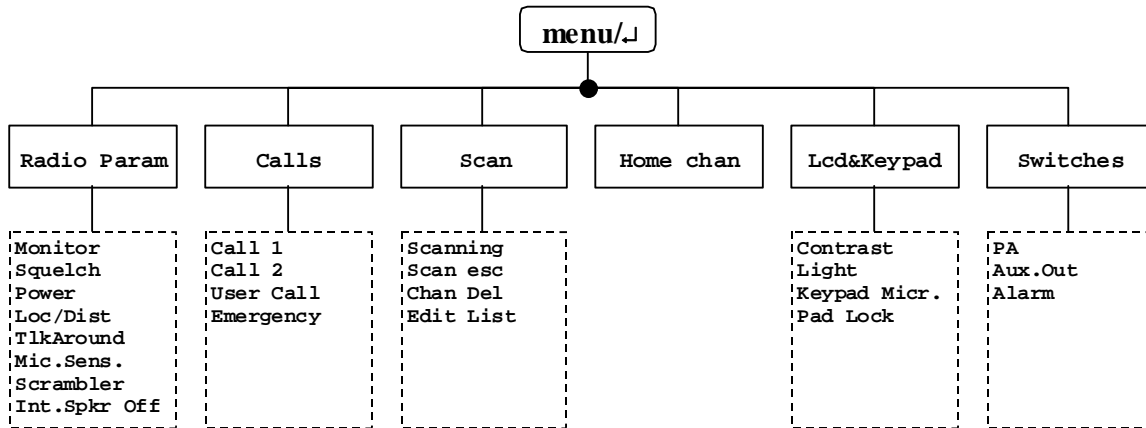 menu/↵
Radio Param
Calls
Scan
Home chan
Lcd&Keypad
Switches
Monitor
Squelch
Power
Loc/Dist
TlkAround
Mic.Sens.
Scrambler
Int.Spkr Off
Call 1
Call 2
User Call
Emergency
Scanning
Scan esc
Chan Del
Edit List
Contrast
Light
Keypad Micr.
Pad Lock
PA
Aux.Out
Alarm